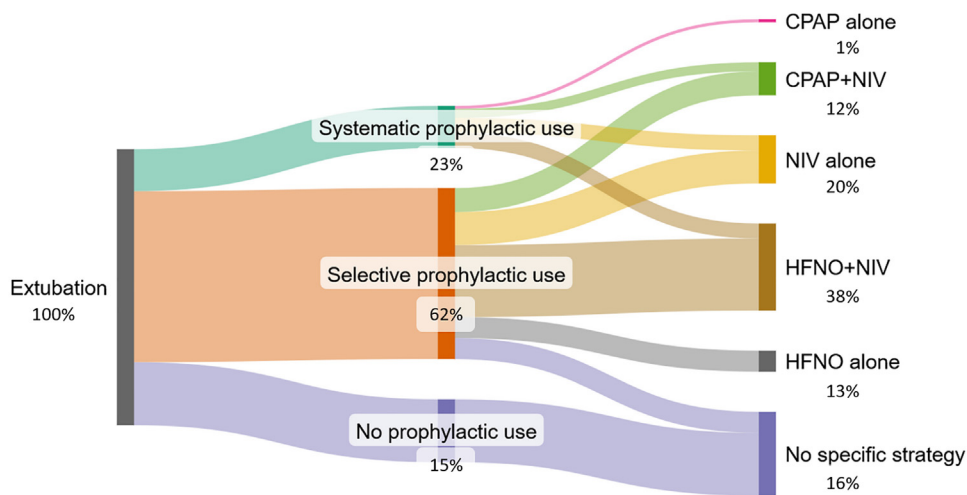 Extubation
100%
Systematic prophylactic use
23%
Selective prophylactic use
62%
No prophylactic use
15%
CPAP alone
1%
CPAP+NIV
12%
NIV alone
20%
HFNO+NIV
38%
HFNO alone
13%
No specific strategy
16%